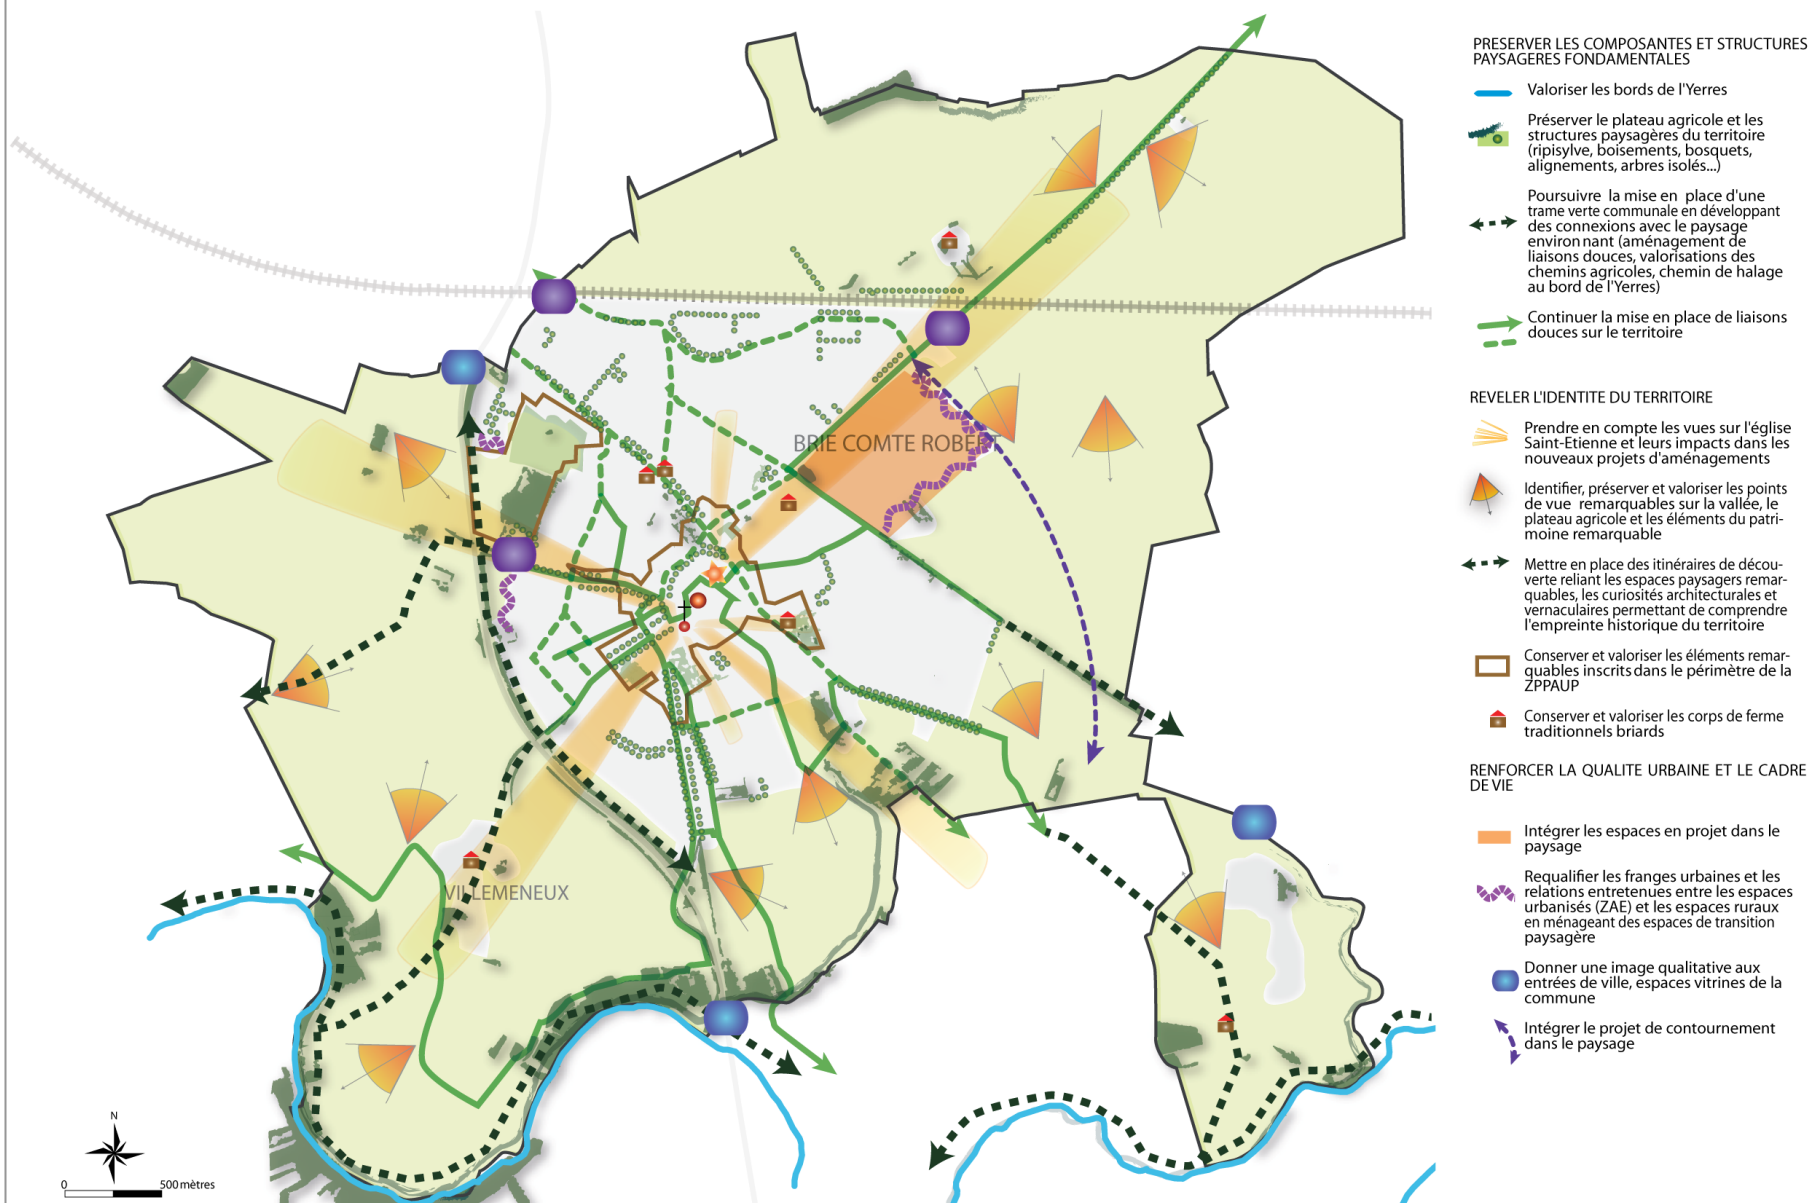 PRESERVER LES COMPOSANTES ET STRUCTURES
PAYSAGERES FONDAMENTALES
Valoriser les bords de l'Yerres
Préserver le plateau agricole et les
structures paysagères du territoire
(ripisylve, boisements, bosquets,
alignements, arbres isolés...)
Poursuivre la mise en place d'une
trame verte communale en développant
des connexions avec le paysage
environ nant (aménagement de
liaisons douces, valorisations des
chemins agricoles, chemin de halage
au bord de l'Yerres)
Continuer la mise en place de liaisons
douces sur le territoire
REVELER L'IDENTITE DU TERRITOIRE
Prendre en compte les vues sur l'église
Saint-Etienne et leurs impacts dans les
nouveaux projets d'aménagements
Identifier, préserver et valoriser les points
de vue remarquables sur la vallée, le
plateau agricole et les éléments du patri-
moine remarquable
Mettre en place des itinéraires de décou-
verte reliant les espaces paysagers remar-
quables, les curiosités architecturales et
vernaculaires permettant de comprendre
l'empreinte historique du territoire
Conserver et valoriser les éléments remar-
quables inscrits dans le périmètre de la
ZPPAUP
Conserver et valoriser les corps de ferme
traditionnels briards
RENFORCER LA QUALITE URBAINE ET LE CADRE
DE VIE
Intégrer les espaces en projet dans le
paysage
Requalifier les franges urbaines et les
relations entretenues entre les espaces
urbanisés (ZAE) et les espaces ruraux
en ménageant des espaces de transition
paysagère
Donner une image qualitative aux
entrées de ville, espaces vitrines de la
commune
Intégrer le projet de contournement
dans le paysage
BRIE COMTE ROBERT
VILLEMENEUX
N
0 500 mètres